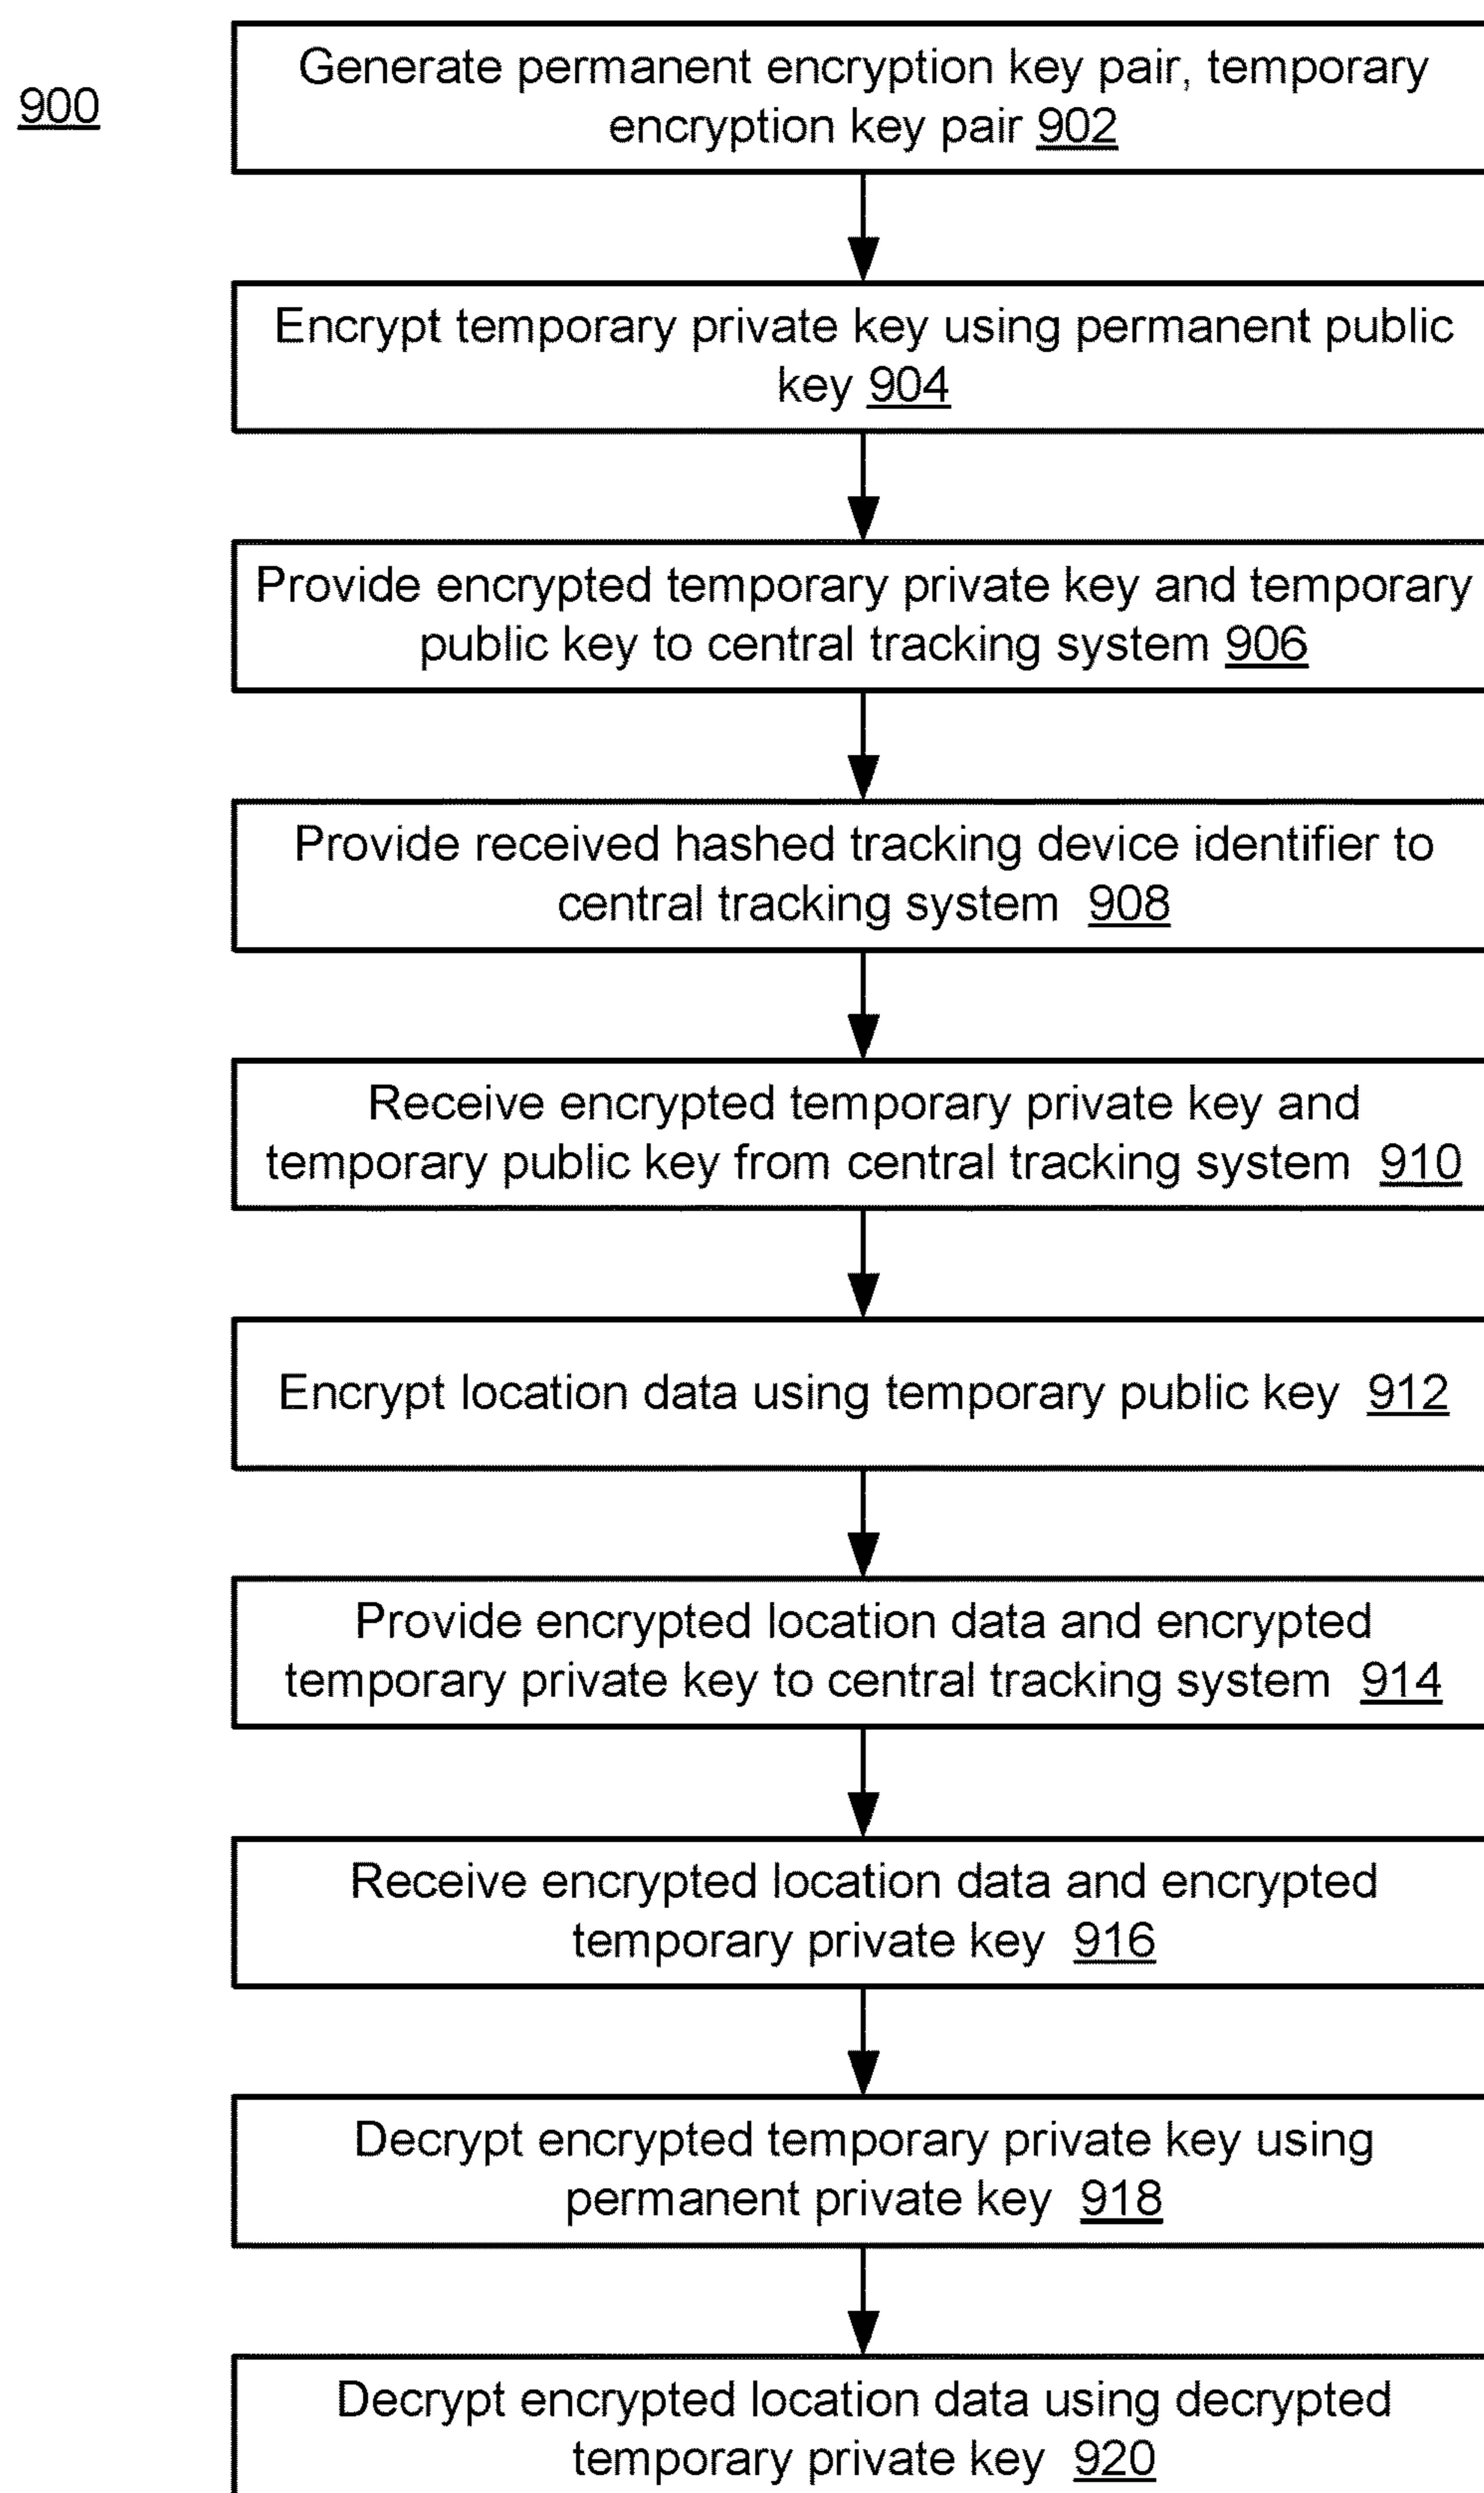 900
Generate permanent encryption key pair, temporary
encryption key pair 902
Encrypt temporary private key using permanent public
key 904
Provide encrypted temporary private key and temporary
public key to central tracking system 906
Provide received hashed tracking device identifier to
central tracking system 908
Receive encrypted temporary private key and
temporary public key from central tracking system 910
Encrypt location data using temporary public key 912
Provide encrypted location data and encrypted
temporary private key to central tracking system 914
Receive encrypted location data and encrypted
temporary private key 916
Decrypt encrypted temporary private key using
permanent private key 918
Decrypt encrypted location data using decrypted
temporary private key 920